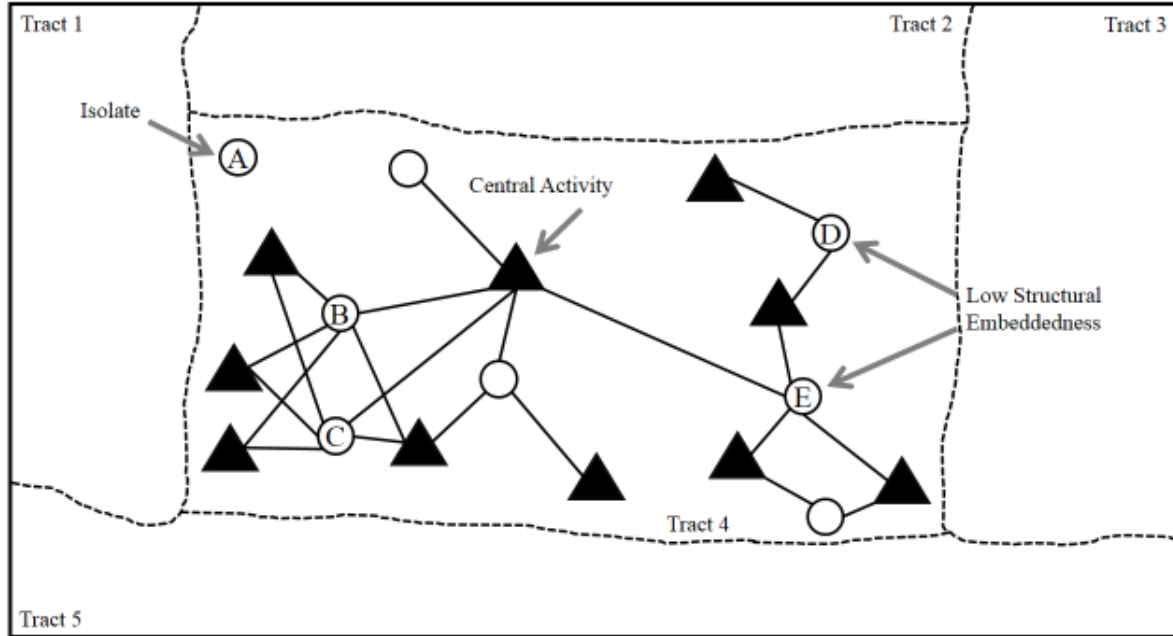 Tract 1
Tract 2
Tract 3
Isolate
A
Central Activity
D
B
Low Structural
Embeddedness
E
C
Tract 4
Tract 5